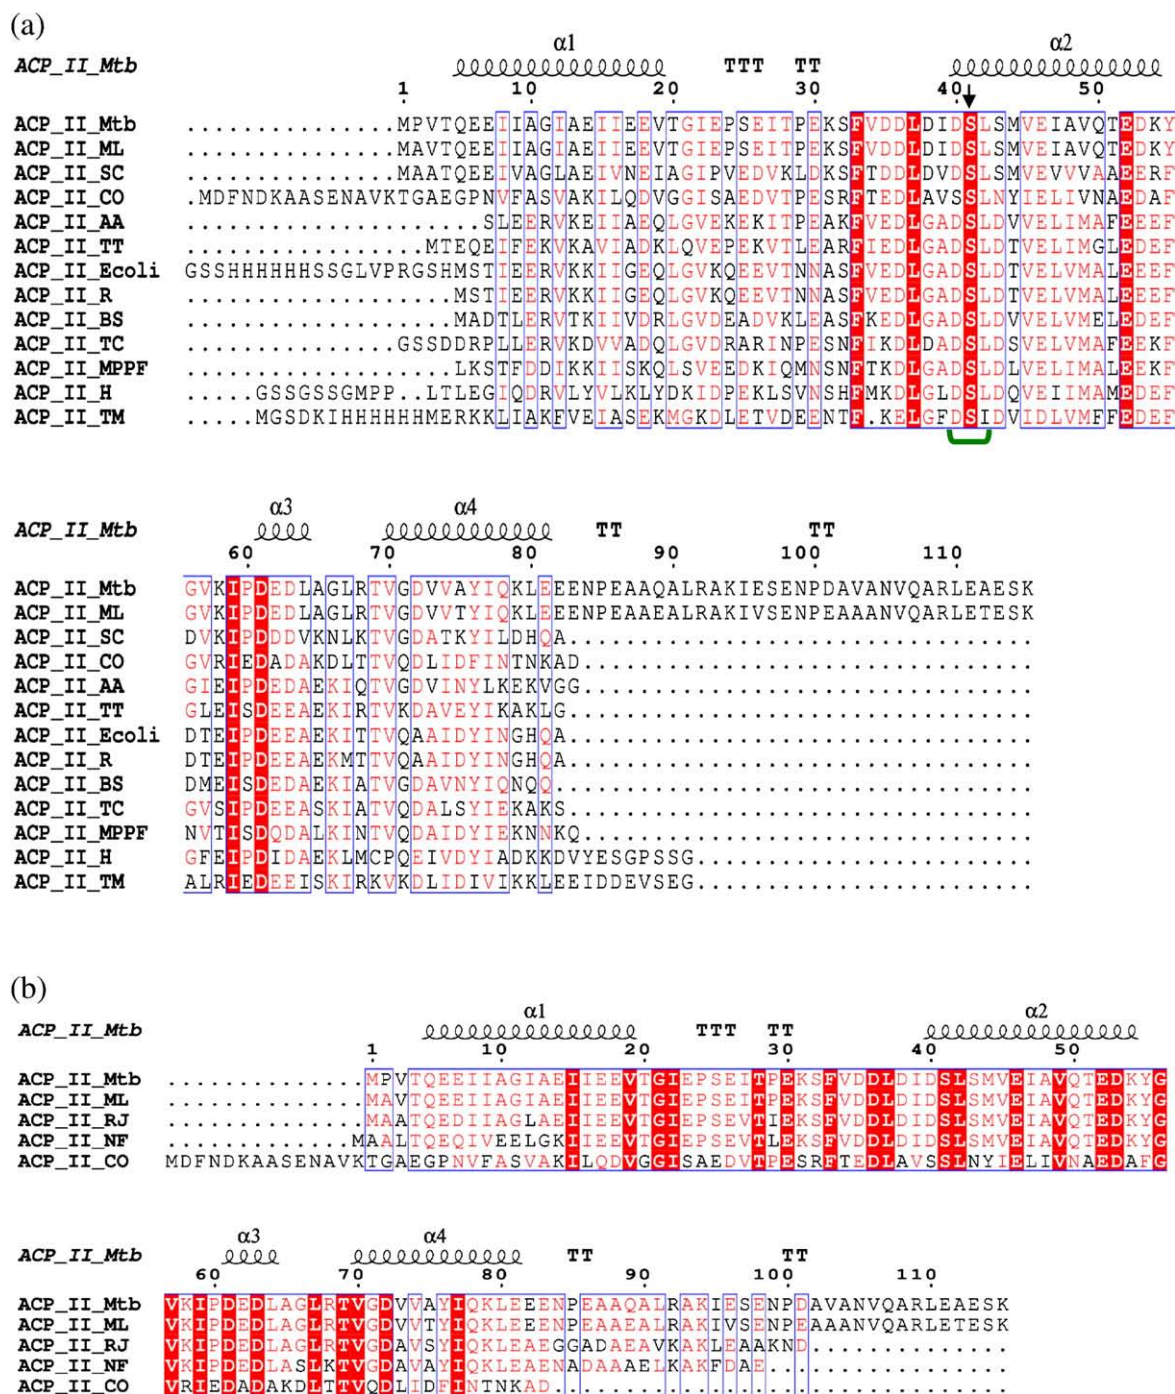 (a)
α1 α2
ACP_II_Mtb TTT TT
1 10 20 30 40 50
ACP_II_Mtb ................MPVTQEEIIAGIAEIIEEVTGIEPSEITPEKSFVDDLDIDSLSMVEIAVQTEDKY
ACP_II_ML ................MAVTQEEIIAGIAEIIEEVTGIEPSEITPEKSFVDDLDIDSLSMVEIAVQTEDKY
ACP_II_SC ................MAATQEEIVAGLAEIVNEIAGIPVEDVKLDKSFTDDLDVDSLSMVEVVVAAEERF
ACP_II_CO .MDFNDKAASENAVKTGAEGPNVFASVAKILQDVGGISAEDVTPESRFTEDLAVSSLNYIELIVNAEDAF
ACP_II_AA ......................SLEERVKEIIAEQLGVEKEKITPEAKFVEDLGADSLDVVELIMAFEEEF
ACP_II_TT ..................MTEQEIFEKVKAVIADKLQVEPEKVTLEARFIEDLGADSLDTVELIMGLEDEF
ACP_II_Ecoli GSSHHHHHHSSGLVPRGSHMSTIEERVKKIIGEQLGVKQEEVTNNASFVEDLGADSLDTVELVMALEEEF
ACP_II_R ....................MSTIEERVKKIIGEQLGVKQEEVTNNASFVEDLGADSLDTVELVMALEEEF
ACP_II_BS ....................MADTLERVTKIIVDRLGVDEADVKLEASFKEDLGADSLDVVELVMELEDEF
ACP_II_TC ................GSSDDRPLLERVKDVVADQLGVDRARINPESNFIKDLDADSLDSVELVMAFEEKF
ACP_II_MPPF ....................LKSTFDDIKKIISKQLSVEEDKIQMNSNFTKDLGADSLDLVELIMALEEKF
ACP_II_H .....GSSGSSGMPP..LTLEGIQDRVLYVLKLYDKIDPEKLSVNSHFMKDLGLDSLDQVEIIMAMEDEF
ACP_II_TM .....MGSDKIHHHHHHMERKKLIAKFVEIASEKMGKDLETVDEENTF.KELGFDSIDVIDLVMFFEDEF
α3 α4
ACP_II_Mtb TT TT
60 70 80 90 100 110
ACP_II_Mtb GVKIPDEDLAGLRTVGDVVAYIQKLEEENPEAAQALRAKIESENPDAVANVQARLEAESK
ACP_II_ML GVKIPDEDLAGLRTVGDVVTYIQKLEEENPEAAEALRAKIVSENPEAAANVQARLETESK
ACP_II_SC DVKIPDDDVKNLKTVGDATKYILDHQA.................................
ACP_II_CO GVRIEDADAKDLTTVQDLIDFINTNKAD................................
ACP_II_AA GIEIPDEDAEKIQTVGDVINYLKEKVGG................................
ACP_II_TT GLEISDEEAEKIRTVKDAVEYIKAKLG.................................
ACP_II_Ecoli DTEIPDEEAEKITTVQAAIDYINGHQA.................................
ACP_II_R DTEIPDEEAEKMTTVQAAIDYINGHQA.................................
ACP_II_BS DMEISDEDAEKIATVGDAVNYIQNQQ..................................
ACP_II_TC GVSIPDEEASKIATVQDALSYIEKAKS.................................
ACP_II_MPPF NVTISDQDALKINTVQDAIDYIEKNNKQ................................
ACP_II_H GFEIPDIDAEKLMCPQEIVDYIADKKDVYESGPSSG........................
ACP_II_TM ALRIEDEEISKIRKVKDLIDIVIKKLEEIDDEVSEG........................
(b)
α1 α2
ACP_II_Mtb TTT TT
1 10 20 30 40 50
ACP_II_Mtb ..............MPVTQEEIIAGIAEIIEEVTGIEPSEITPEKSFVDDLDIDSLSMVEIAVQTEDKYG
ACP_II_ML ..............MAVTQEEIIAGIAEIIEEVTGIEPSEITPEKSFVDDLDIDSLSMVEIAVQTEDKYG
ACP_II_RJ ..............MAATQEDIIAGLAEIIEEVTGIEPSEVTIEKSFVDDLDIDSLSMVEIAVQTEDKYG
ACP_II_NF .............MAALTQEQIVEELGKIIEEVTGIEPSEVTLEKSFVDDLDIDSLSMVEIAVQTEDKYG
ACP_II_CO MDFNDKAASENAVKTGAEGPNVFASVAKILQDVGGISAEDVTPESRFTEDLAVSSLNYIELIVNAEDAFG
α3 α4
ACP_II_Mtb TT TT
60 70 80 90 100 110
ACP_II_Mtb VKIPDEDLAGLRTVGDVVAYIQKLEEENPEAAQALRAKIESENPDAVANVQARLEAESK
ACP_II_ML VKIPDEDLAGLRTVGDVVTYIQKLEEENPEAAEALRAKIVSENPEAAANVQARLETESK
ACP_II_RJ VKIPDEDLAGLRTVGDAVSYIQKLEAEGGADAEAVKAKLEAAKND..............
ACP_II_NF VKIPDEDLASLKTVGDAVAYIQKLEAENADAAAELKAKFDAE.................
ACP_II_CO VRIEDADAKDLTTVQDLIDFINTNKAD................................